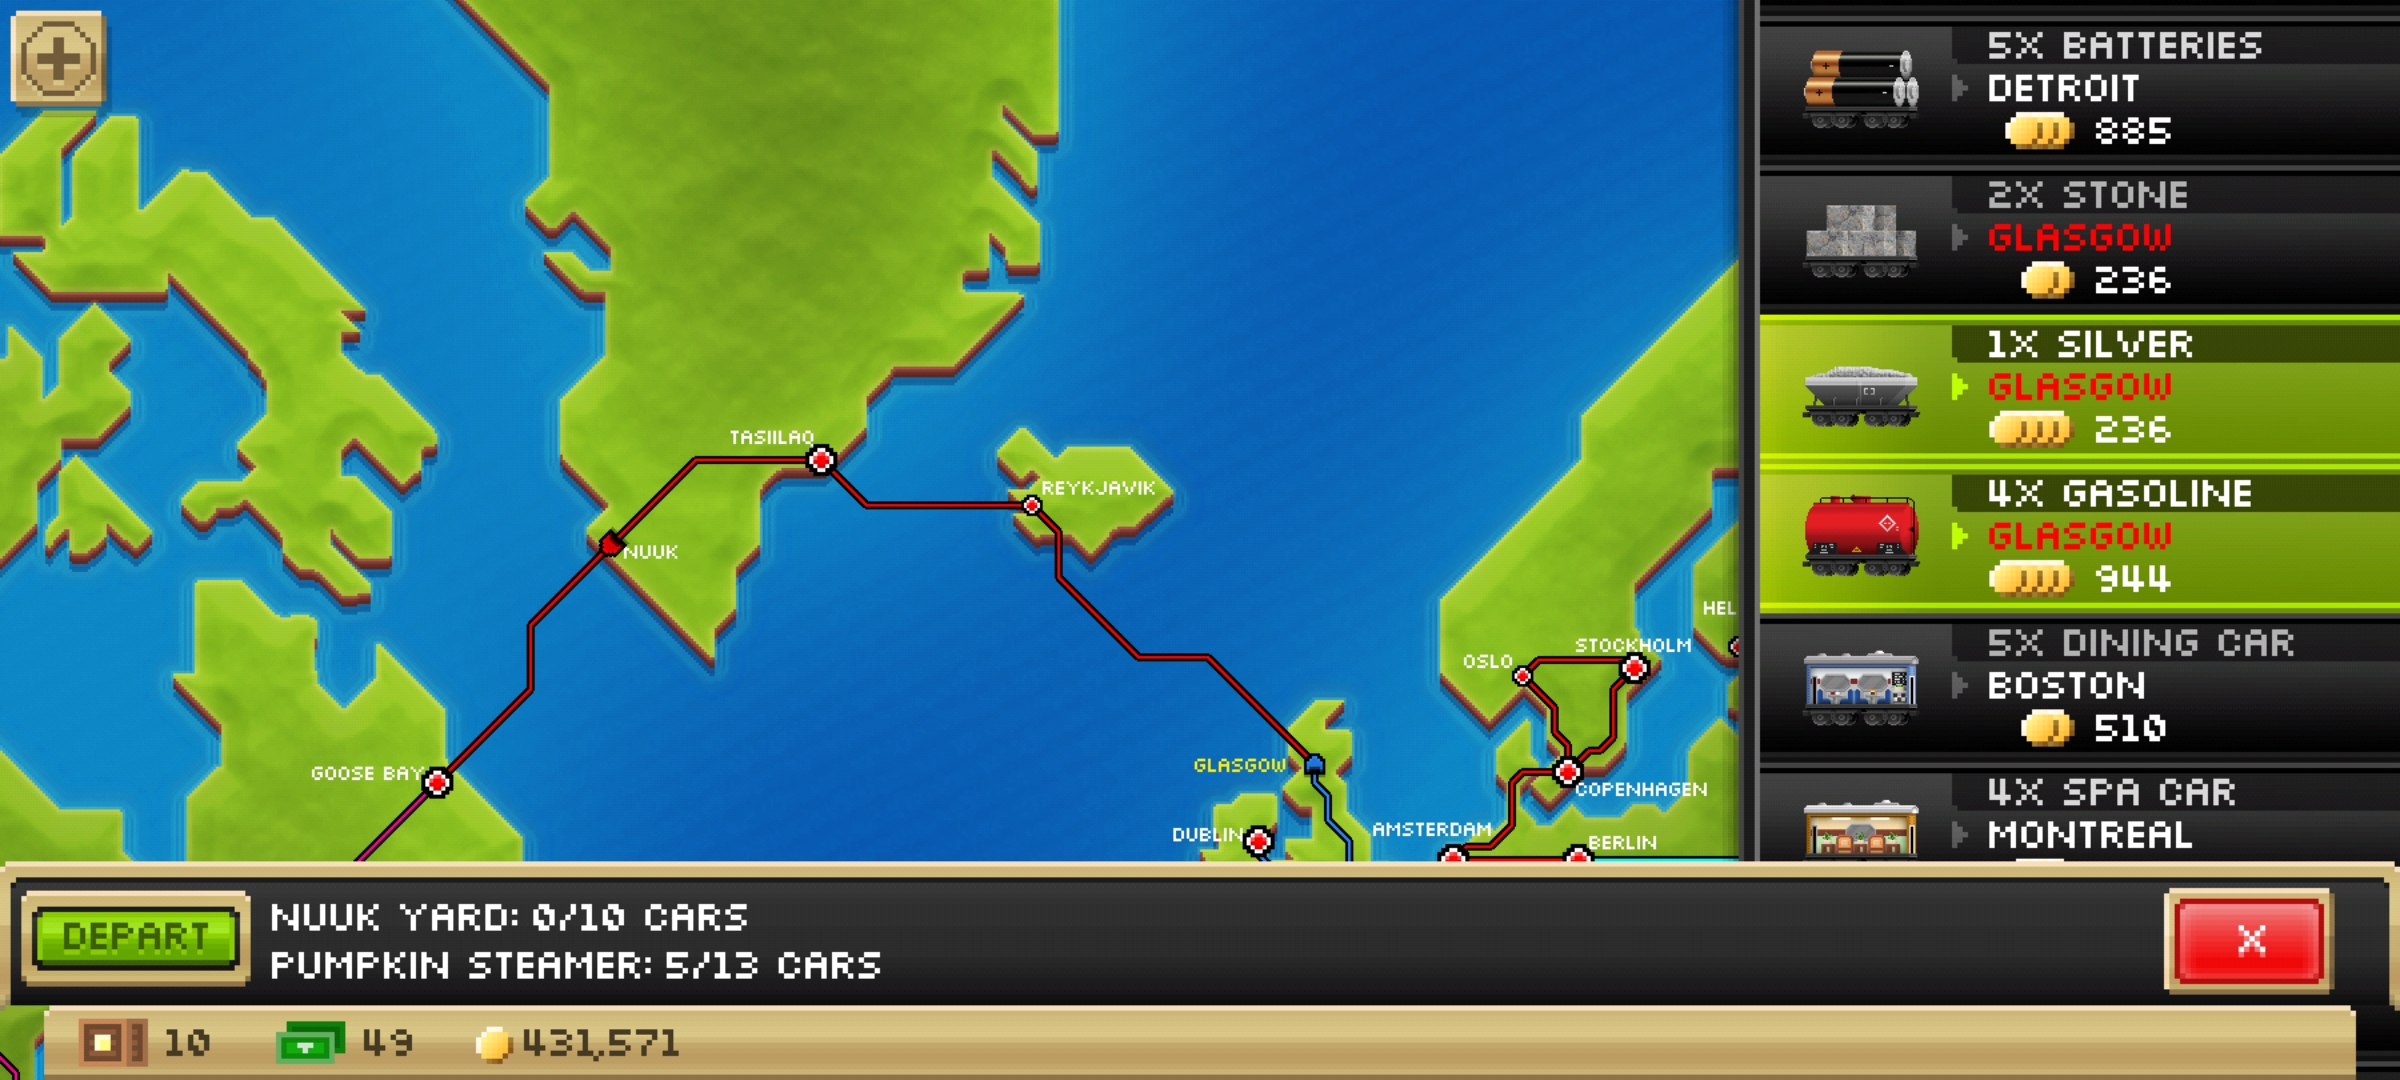 5X BATTERIES
DETROIT
885
2X STONE
GLASGOW
236
1X SILVER
GLASGOW
236
4X GASOLINE
GLASGOW
944
5X DINING CAR
BOSTON
510
4X SPA CAR
MONTREAL
TASIILAQ
REYKJAVIK
NUUK
HEL
STOCKHOLM
OSLO
GLASGOW
GOOSE BAY
COPENHAGEN
AMSTERDAM
DUBLIN
BERLIN
DEPART
NUUK YARD: 0/10 CARS
PUMPKIN STEAMER: 5/13 CARS
X
10
49
431,571